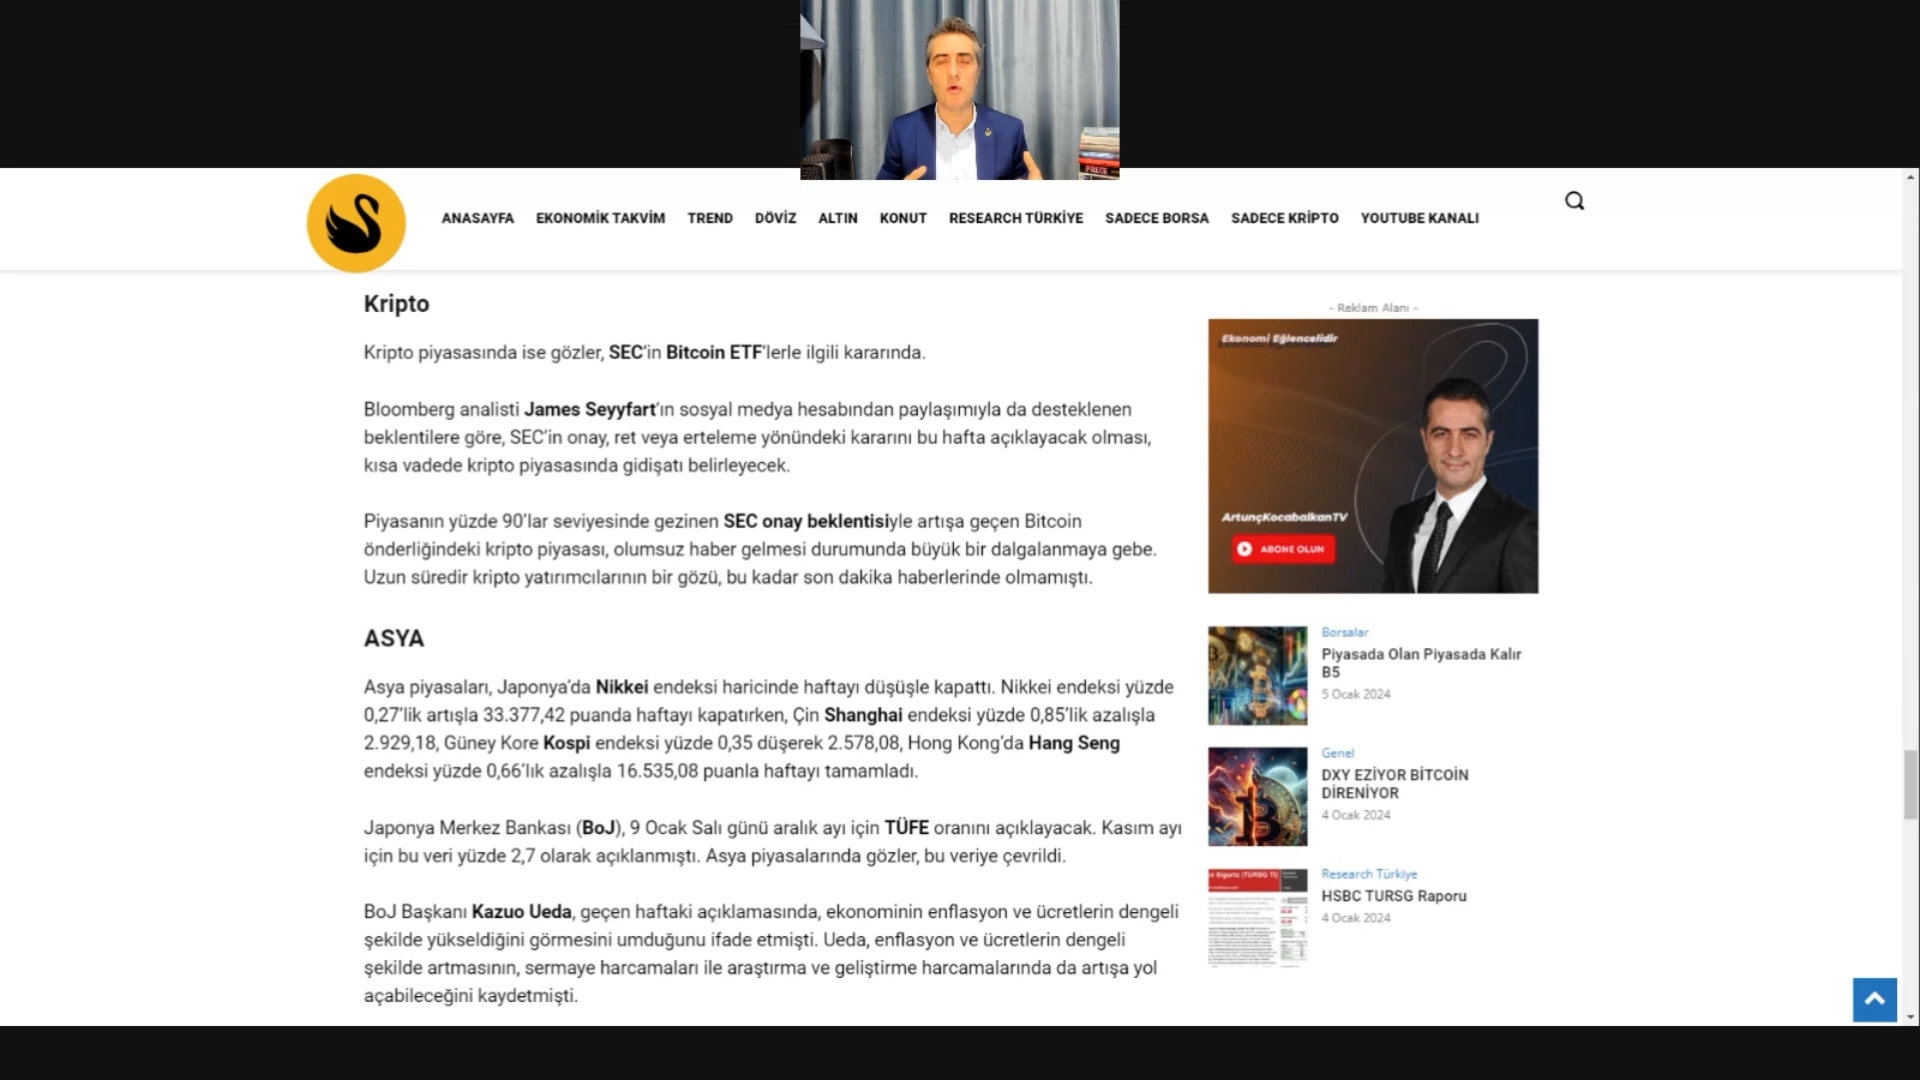 PRIZE
ANASAYFA EKONOMİK TAKVİM TREND DÖVİZ ALTIN KONUT RESEARCH TÜRKİYE SADECE BORSA SADECE KRİPTO YOUTUBE KANALI
Kripto
Kripto piyasasında ise gözler, SEC’in Bitcoin ETF’lerle ilgili kararında.
Bloomberg analisti James Seyyfart’ın sosyal medya hesabından paylaşımıyla da desteklenen
beklentilere göre, SEC’in onay, ret veya erteleme yönündeki kararını bu hafta açıklayacak olması,
kısa vadede kripto piyasasında gidişatı belirleyecek.
Piyasanın yüzde 90’lar seviyesinde gezinen SEC onay beklentisiyle artışa geçen Bitcoin
önderliğindeki kripto piyasası, olumsuz haber gelmesi durumunda büyük bir dalgalanmaya gebe.
Uzun süredir kripto yatırımcılarının bir gözü, bu kadar son dakika haberlerinde olmamıştı.
ASYA
Asya piyasaları, Japonya’da Nikkei endeksi haricinde haftayı düşüşle kapattı. Nikkei endeksi yüzde
0,27’lik artışla 33.377,42 puanda haftayı kapatırken, Çin Shanghai endeksi yüzde 0,85’lik azalışla
2.929,18, Güney Kore Kospi endeksi yüzde 0,35 düşerek 2.578,08, Hong Kong’da Hang Seng
endeksi yüzde 0,66’lık azalışla 16.535,08 puanla haftayı tamamladı.
Japonya Merkez Bankası (BoJ), 9 Ocak Salı günü aralık ayı için TÜFE oranını açıklayacak. Kasım ayı
için bu veri yüzde 2,7 olarak açıklanmıştı. Asya piyasalarında gözler, bu veriye çevrildi.
BoJ Başkanı Kazuo Ueda, geçen haftaki açıklamasında, ekonominin enflasyon ve ücretlerin dengeli
şekilde yükseldiğini görmesini umduğunu ifade etmişti. Ueda, enflasyon ve ücretlerin dengeli
şekilde artmasının, sermaye harcamaları ile araştırma ve geliştirme harcamalarında da artışa yol
açabileceğini kaydetmişti.
- Reklam Alanı -
Ekonomi Eğlencelidir
ArtunçKocabalkanTV
ABONE OLUN
Borsalar
Piyasada Olan Piyasada Kalır
B5
5 Ocak 2024
Genel
DXY EZİYOR BİTCOİN
DİRENİYOR
4 Ocak 2024
Research Türkiye
HSBC TURSG Raporu
4 Ocak 2024